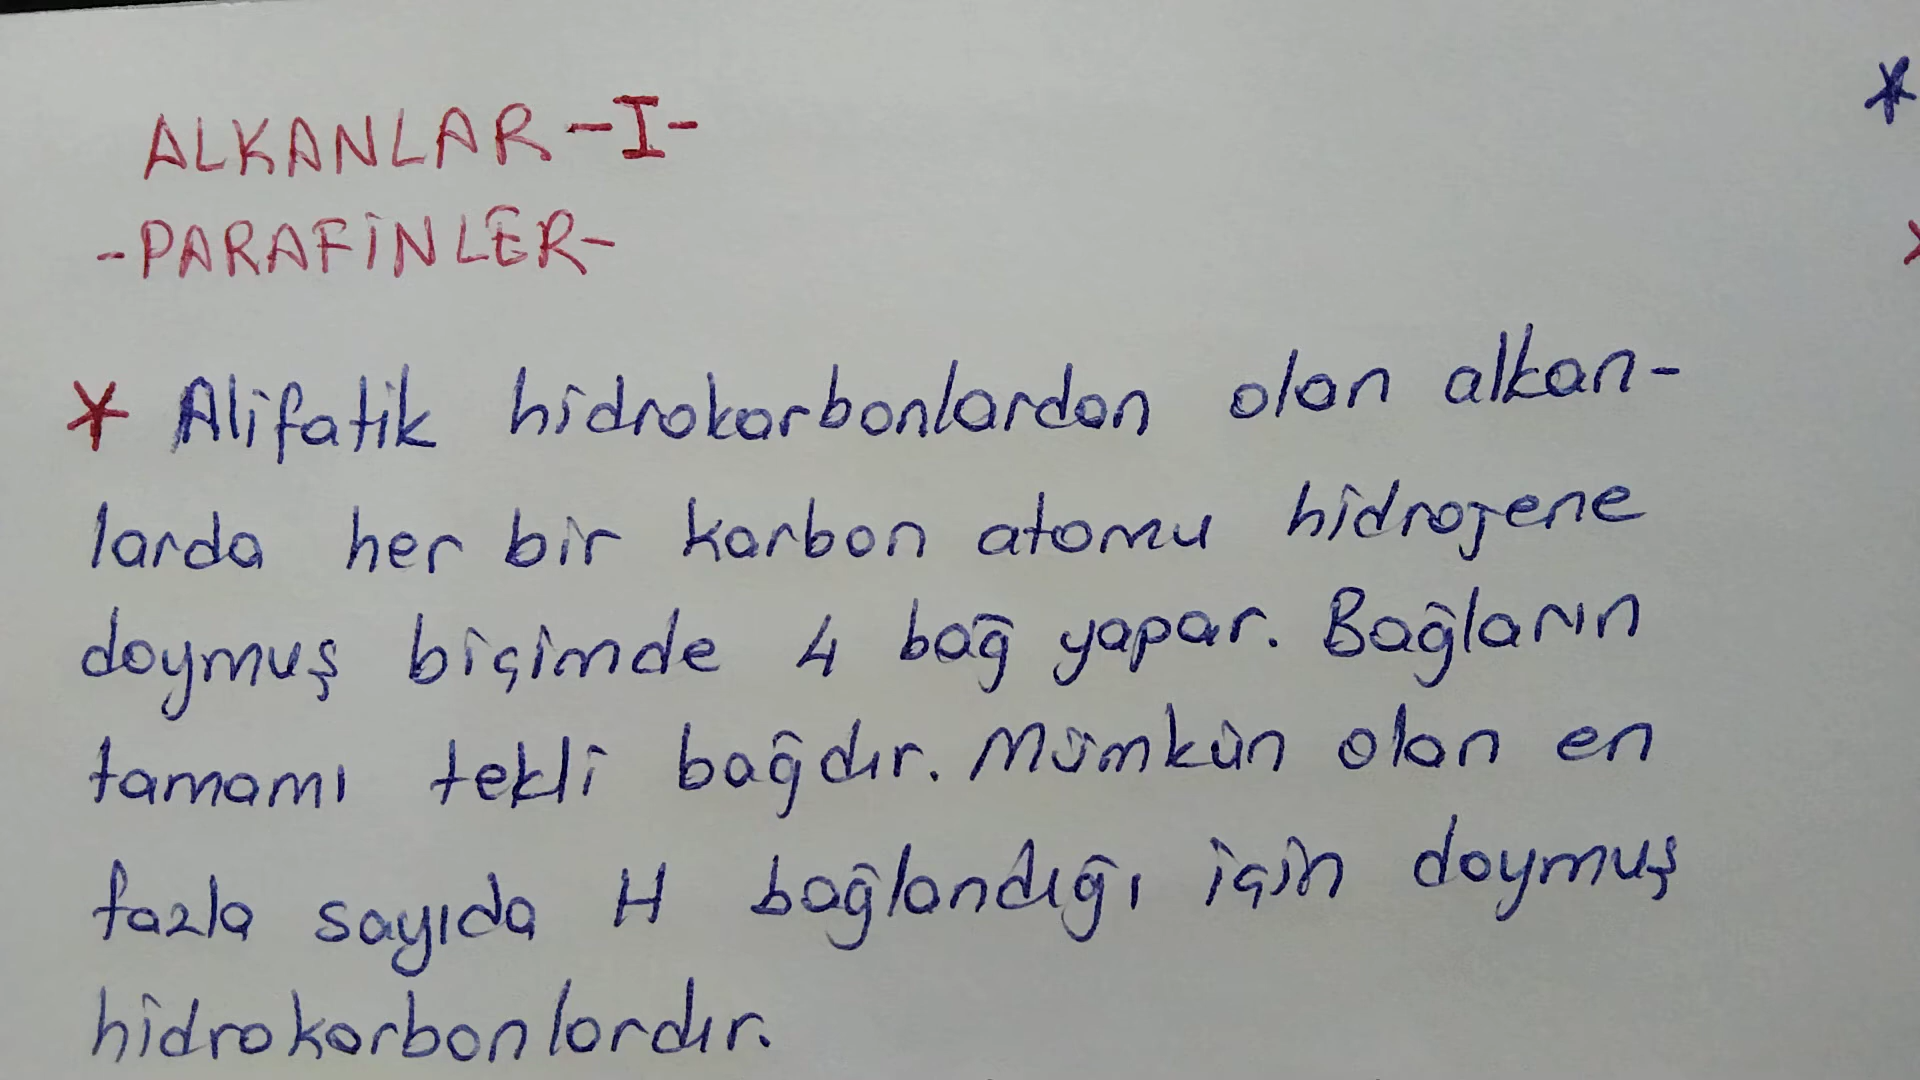 ALKANLAR -I-
-PARAFİNLER-
* Alifatik hidrokarbonlardan olan alkan-
larda her bir karbon atomu hidrojene
doymuş biçimde 4 bağ yapar. Bağların
tamamı tekli bağdır. Mümkün olan en
fazla sayıda H bağlandığı için doymuş
hidrokarbonlardır.
*